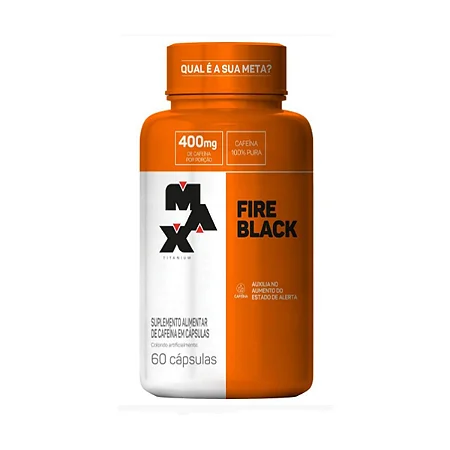 QUAL É A SUA META?
400mg
DE CAFEÍNA
POR PORÇÃO
CAFEÍNA
100% PURA
MAX
TITANIUM
FIRE
BLACK
CAFEÍNA
AUXILIA NO
AUMENTO DO
ESTADO DE ALERTA
SUPLEMENTO ALIMENTAR
DE CAFEÍNA EM CÁPSULAS
Colorido artificialmente
60 cápsulas